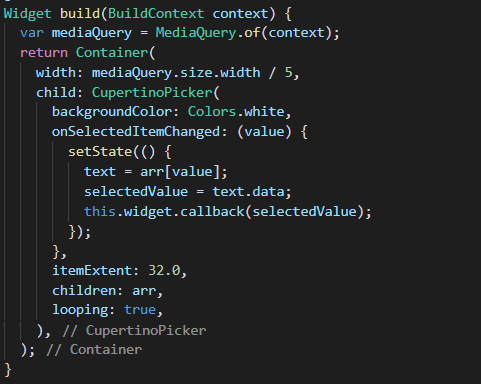 Widget build(BuildContext context) {
  var mediaQuery = MediaQuery.of(context);
  return Container(
    width: mediaQuery.size.width / 5,
    child: CupertinoPicker(
      backgroundColor: Colors.white,
      onSelectedItemChanged: (value) {
        setState(() {
          text = arr[value];
          selectedValue = text.data;
          this.widget.callback(selectedValue);
        });
      },
      itemExtent: 32.0,
      children: arr,
      looping: true,
    ), // CupertinoPicker
  ); // Container
}